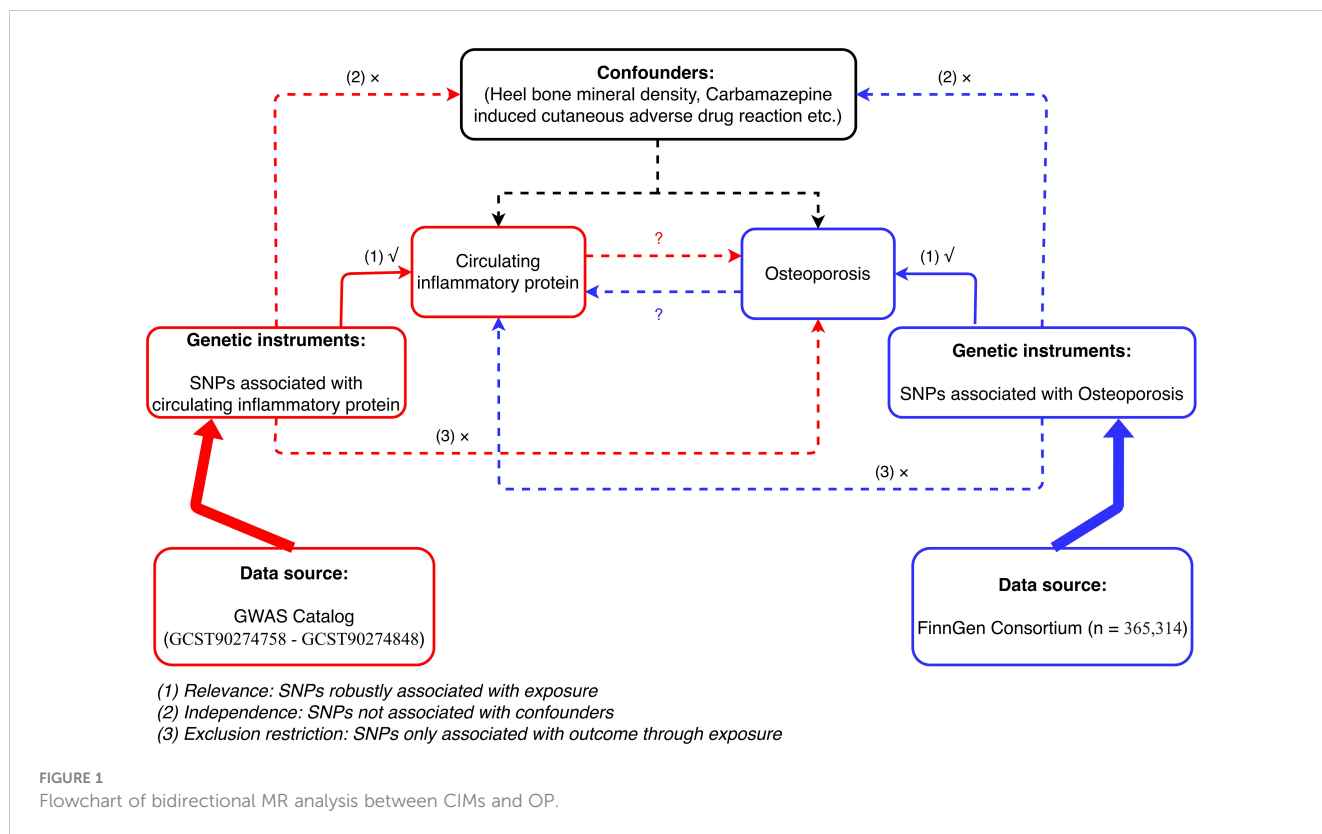 Confounders:
(Heel bone mineral density, Carbamazepine
induced cutaneous adverse drug reaction etc.)
(2) ×
(2) ×
(1) √
Circulating
inflammatory protein
?
?
Osteoporosis
(1) √
Genetic instruments:
SNPs associated with
circulating inflammatory protein
Genetic instruments:
SNPs associated with Osteoporosis
(3) ×
(3) ×
Data source:
GWAS Catalog
(GCST90274758 - GCST90274848)
Data source:
FinnGen Consortium (n = 365,314)
(1) Relevance: SNPs robustly associated with exposure
(2) Independence: SNPs not associated with confounders
(3) Exclusion restriction: SNPs only associated with outcome through exposure
FIGURE 1
Flowchart of bidirectional MR analysis between CIMs and OP.